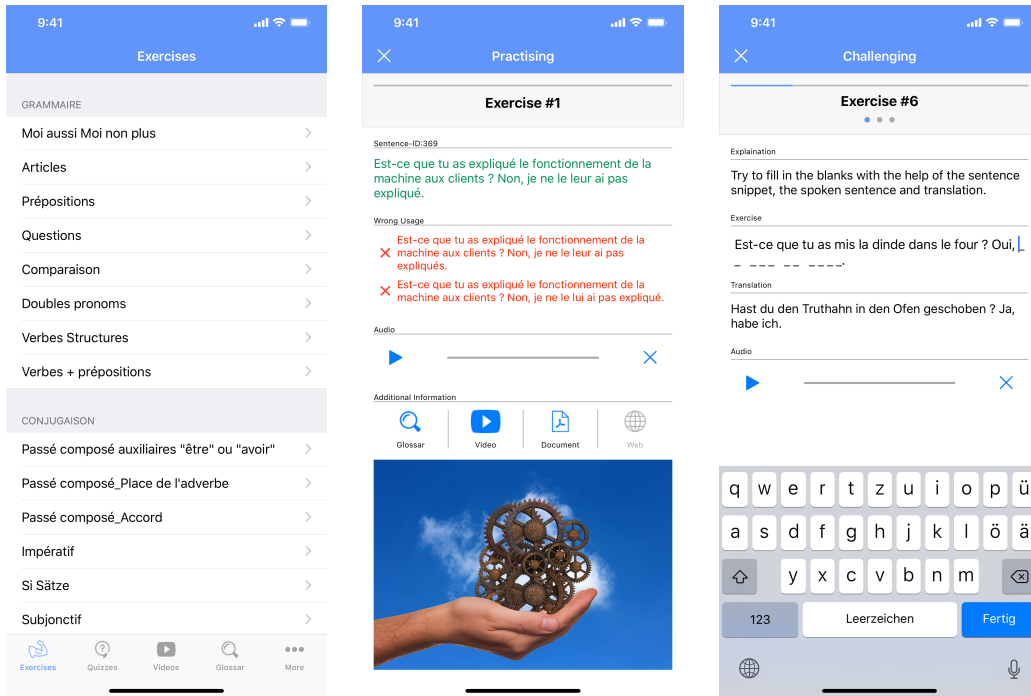 9:41
Exercises
GRAMMAIRE
Moi aussi Moi non plus
Articles
Prépositions
Questions
Comparaison
Doubles pronoms
Verbes Structures
Verbes + prépositions
CONJUGAISON
Passé composé auxiliaires "être" ou "avoir"
Passé composé_Place de l'adverbe
Passé composé_Accord
Impératif
Si Sätze
Subjonctif
Exercises
Quizzes
Videos
Glossar
More
9:41
Practising
Exercise #1
Sentence-ID:369
Est-ce que tu as expliqué le fonctionnement de la
machine aux clients ? Non, je ne le leur ai pas
expliqué.
Wrong Usage
Est-ce que tu as expliqué le fonctionnement de la
machine aux clients ? Non, je ne le leur ai pas
expliqués.
Est-ce que tu as expliqué le fonctionnement de la
machine aux clients ? Non, je ne le lui ai pas expliqué.
Audio
Additional Information
Glossar
Video
Document
Web
9:41
Challenging
Exercise #6
Explaination
Try to fill in the blanks with the help of the sentence
snippet, the spoken sentence and translation.
Exercise
Est-ce que tu as mis la dinde dans le four ? Oui, _
_ ___ __ ____.
Translation
Hast du den Truthahn in den Ofen geschoben ? Ja,
habe ich.
Audio
q w e r t z u i o p ü
a s d f g h j k l ö ä
y x c v b n m
123 Leerzeichen Fertig